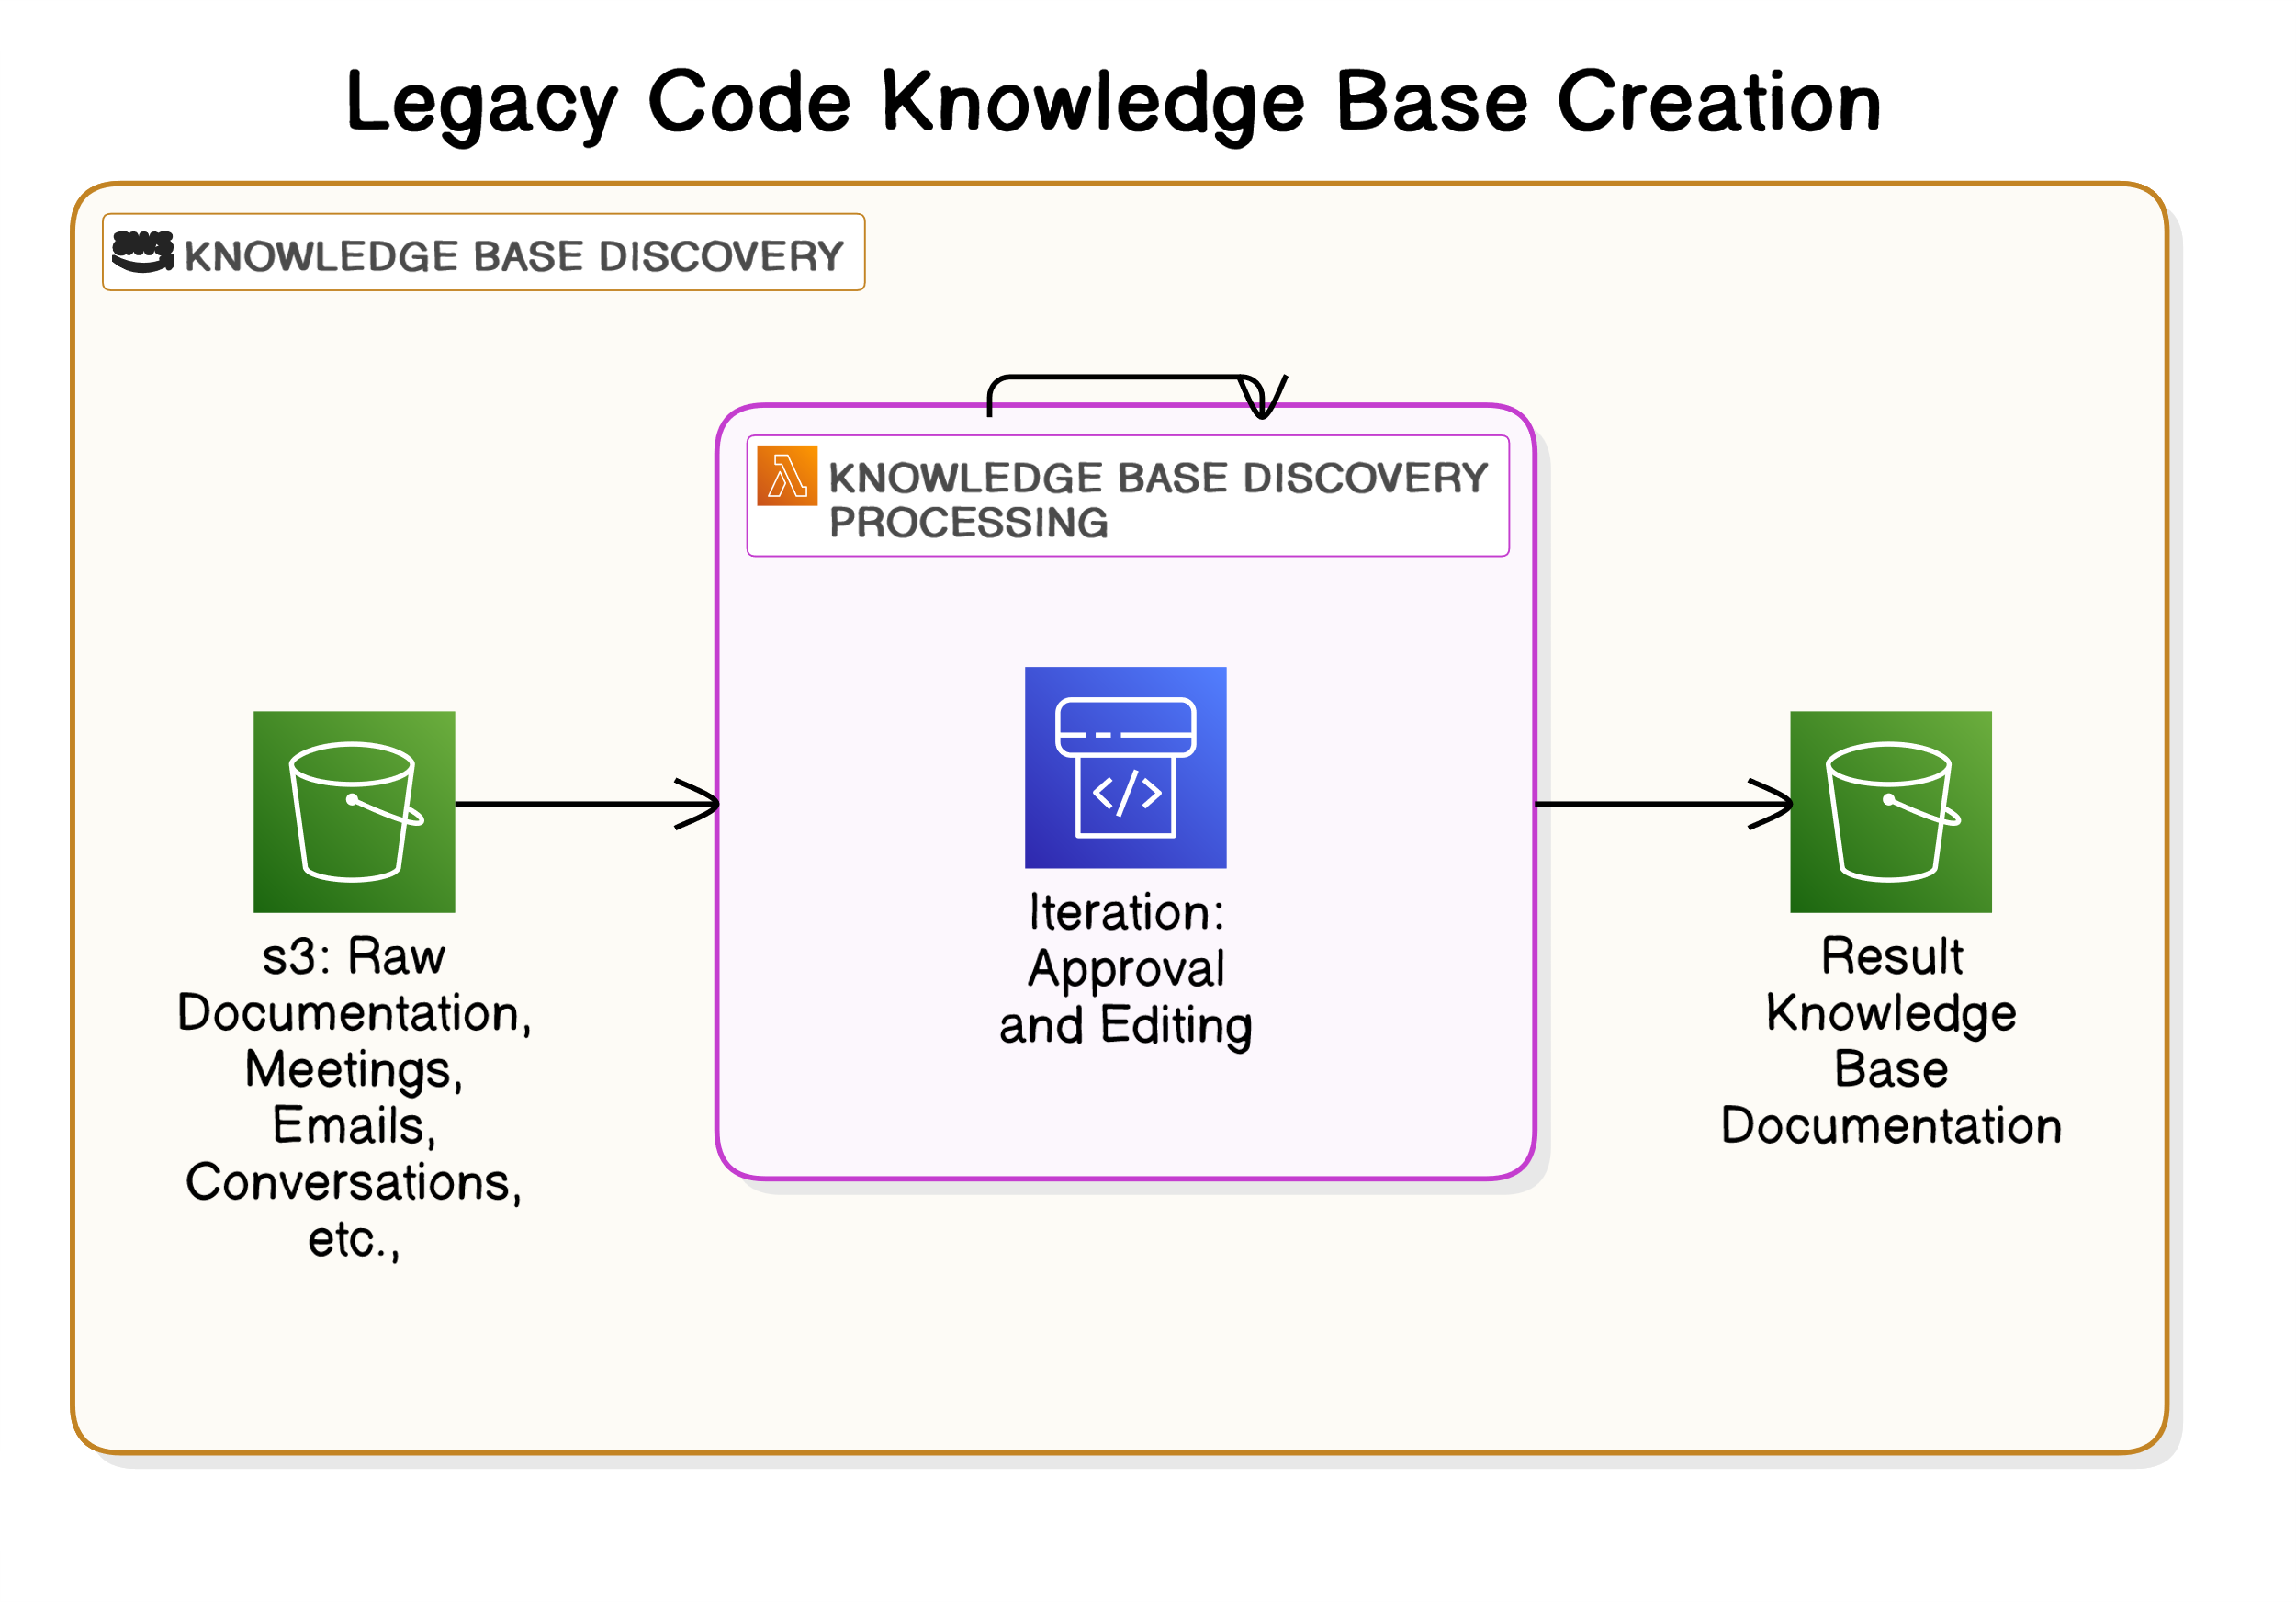 Legacy Code Knowledge Base Creation
KNOWLEDGE BASE DISCOVERY
KNOWLEDGE BASE DISCOVERY
PROCESSING
s3: Raw
Documentation,
Meetings,
Emails,
Conversations,
etc.,
Iteration:
Approval
and Editing
Result
Knowledge
Base
Documentation